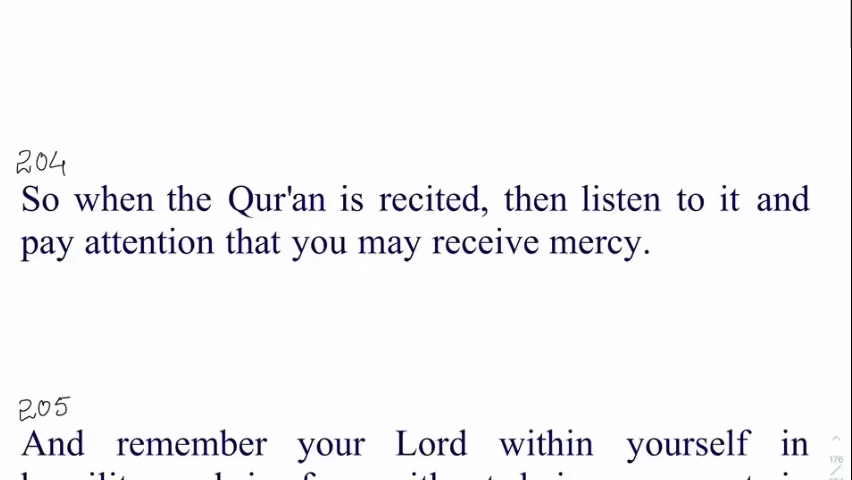 204
So when the Qur'an is recited, then listen to it and
pay attention that you may receive mercy.
205
And remember your Lord within yourself in
176